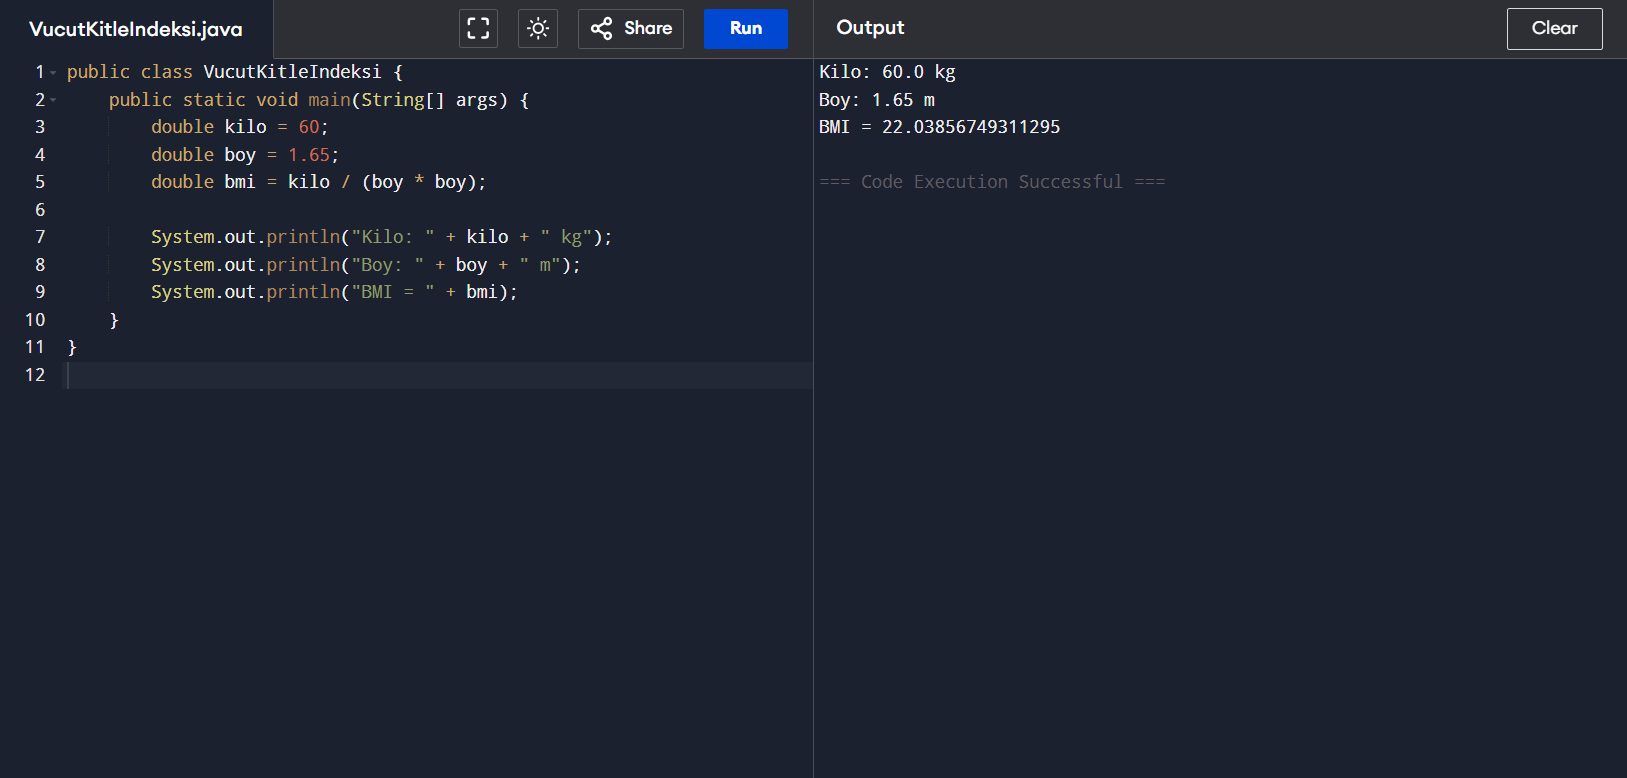 VucutKitleIndeksi.java
Share
Run
Output
Clear
1 public class VucutKitleIndeksi {
2     public static void main(String[] args) {
3         double kilo = 60;
4         double boy = 1.65;
5         double bmi = kilo / (boy * boy);
6
7         System.out.println("Kilo: " + kilo + " kg");
8         System.out.println("Boy: " + boy + " m");
9         System.out.println("BMI = " + bmi);
10     }
11 }
12
Kilo: 60.0 kg
Boy: 1.65 m
BMI = 22.03856749311295
=== Code Execution Successful ===